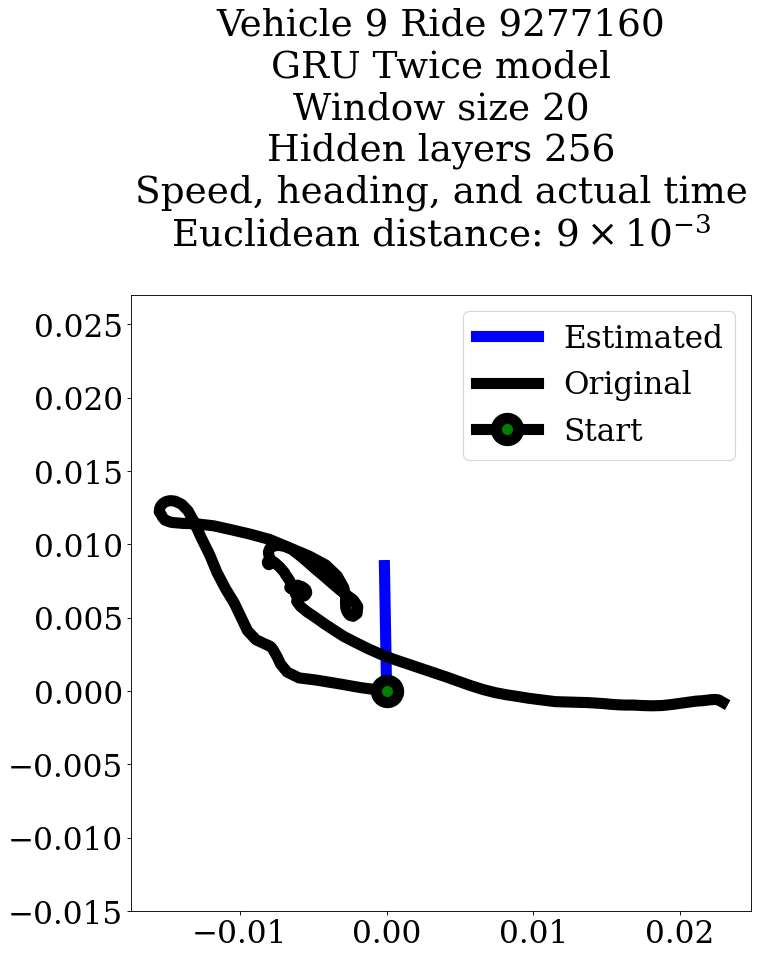 Vehicle 9 Ride 9277160
GRU Twice model
Window size 20
Hidden layers 256
Speed, heading, and actual time
Euclidean distance: 9 × 10⁻³
Estimated
Original
Start
0.025
0.020
0.015
0.010
0.005
0.000
−0.005
−0.010
−0.015
−0.01 0.00 0.01 0.02